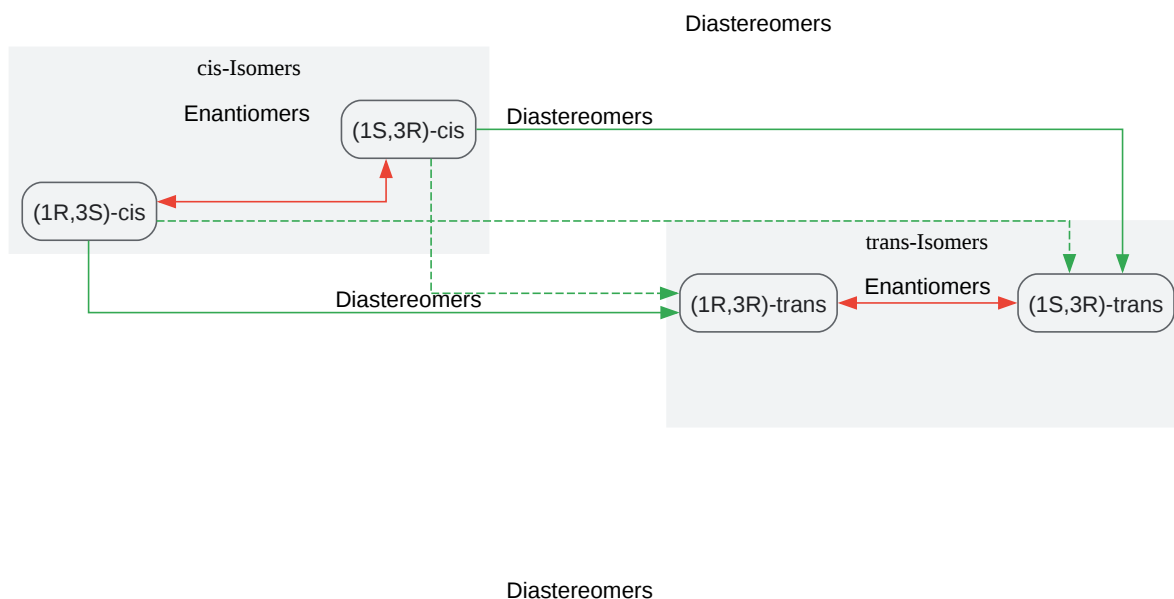 Diastereomers
cis-Isomers
Enantiomers
(1S,3R)-cis
Diastereomers
(1R,3S)-cis
trans-Isomers
Enantiomers
Diastereomers
(1R,3R)-trans
(1S,3R)-trans
Diastereomers